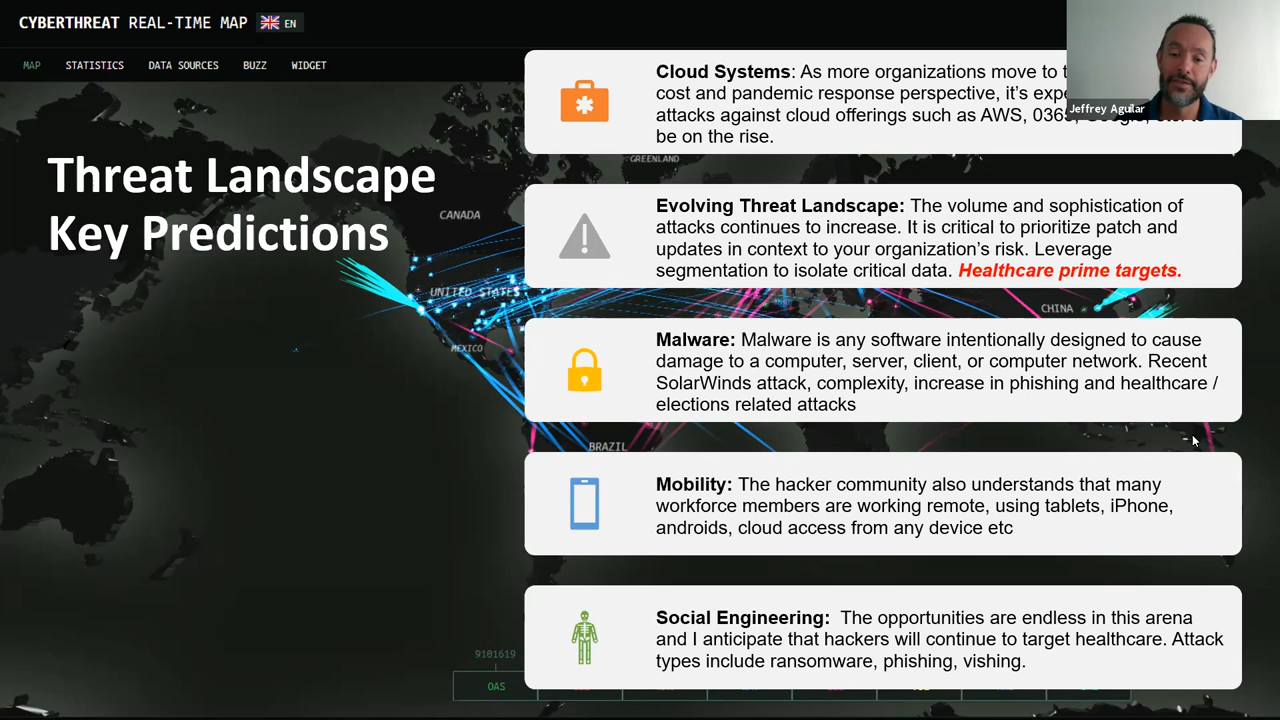 CYBERTHREAT REAL-TIME MAP EN
MAP STATISTICS DATA SOURCES BUZZ WIDGET
Jeffrey Aguilar
Threat Landscape
Key Predictions
Cloud Systems: As more organizations move to
cost and pandemic response perspective, it's
attacks against cloud offerings such as AWS, 0365,
be on the rise.
Evolving Threat Landscape: The volume and sophistication of
attacks continues to increase. It is critical to prioritize patch and
updates in context to your organization's risk. Leverage
segmentation to isolate critical data. Healthcare prime targets.
Malware: Malware is any software intentionally designed to cause
damage to a computer, server, client, or computer network. Recent
SolarWinds attack, complexity, increase in phishing and healthcare /
elections related attacks
Mobility: The hacker community also understands that many
workforce members are working remote, using tablets, iPhone,
androids, cloud access from any device etc
Social Engineering: The opportunities are endless in this arena
and I anticipate that hackers will continue to target healthcare. Attack
types include ransomware, phishing, vishing.
GREENLAND
CANADA
UNITED STATES
MEXICO
CHINA
BRAZIL
9101619
OAS